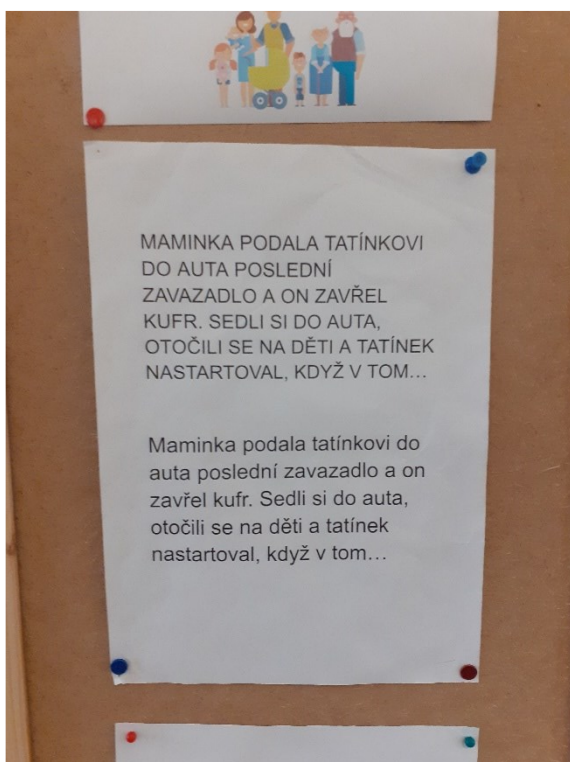 MAMINKA PODALA TATÍNKOVI
DO AUTA POSLEDNÍ
ZAVAZADLO A ON ZAVŘEL
KUFR. SEDLI SI DO AUTA,
OTOČILI SE NA DĚTI A TATÍNEK
NASTARTOVAL, KDYŽ V TOM…
Maminka podala tatínkovi do
auta poslední zavazadlo a on
zavřel kufr. Sedli si do auta,
otočili se na děti a tatínek
nastartoval, když v tom…